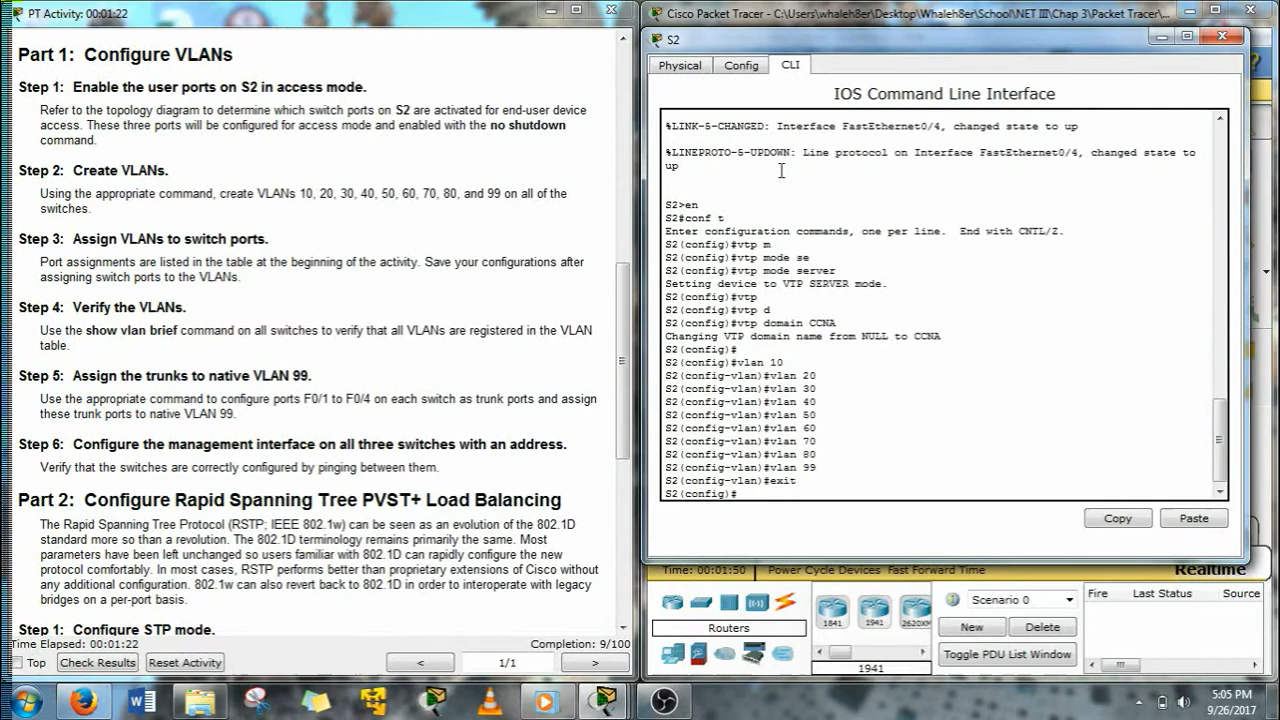 PT Activity: 00:01:22
Part 1: Configure VLANs
Step 1: Enable the user ports on S2 in access mode.
Refer to the topology diagram to determine which switch ports on S2 are activated for end-user device
access. These three ports will be configured for access mode and enabled with the no shutdown
command.
Step 2: Create VLANs.
Using the appropriate command, create VLANs 10, 20, 30, 40, 50, 60, 70, 80, and 99 on all of the
switches.
Step 3: Assign VLANs to switch ports.
Port assignments are listed in the table at the beginning of the activity. Save your configurations after
assigning switch ports to the VLANs.
Step 4: Verify the VLANs.
Use the show vlan brief command on all switches to verify that all VLANs are registered in the VLAN
table.
Step 5: Assign the trunks to native VLAN 99.
Use the appropriate command to configure ports F0/1 to F0/4 on each switch as trunk ports and assign
these trunk ports to native VLAN 99.
Step 6: Configure the management interface on all three switches with an address.
Verify that the switches are correctly configured by pinging between them.
Part 2: Configure Rapid Spanning Tree PVST+ Load Balancing
The Rapid Spanning Tree Protocol (RSTP; IEEE 802.1w) can be seen as an evolution of the 802.1D
standard more so than a revolution. The 802.1D terminology remains primarily the same. Most
parameters have been left unchanged so users familiar with 802.1D can rapidly configure the new
protocol comfortably. In most cases, RSTP performs better than proprietary extensions of Cisco without
any additional configuration. 802.1w can also revert back to 802.1D in order to interoperate with legacy
bridges on a per-port basis.
Step 1: Configure STP mode.
Time Elapsed: 00:01:22
Completion: 9/100
Top
Check Results
Reset Activity
<
1/1
>
Cisco Packet Tracer - C:\Users\whaleh8er\Desktop\Whaleh8er\School\NET III\Chap 3\Packet Tracer\...
S2
Physical
Config
CLI
IOS Command Line Interface
%LINK-5-CHANGED: Interface FastEthernet0/4, changed state to up
%LINEPROTO-5-UPDOWN: Line protocol on Interface FastEthernet0/4, changed state to
up
S2>en
S2#conf t
Enter configuration commands, one per line. End with CNTL/Z.
S2(config)#vtp m
S2(config)#vtp mode se
S2(config)#vtp mode server
Setting device to VTP SERVER mode.
S2(config)#vtp
S2(config)#vtp d
S2(config)#vtp domain CCNA
Changing VTP domain name from NULL to CCNA
S2(config)#
S2(config)#vlan 10
S2(config-vlan)#vlan 20
S2(config-vlan)#vlan 30
S2(config-vlan)#vlan 40
S2(config-vlan)#vlan 50
S2(config-vlan)#vlan 60
S2(config-vlan)#vlan 70
S2(config-vlan)#vlan 80
S2(config-vlan)#vlan 99
S2(config-vlan)#exit
S2(config)#
Copy
Paste
Time: 00:01:50
Power Cycle Devices Fast Forward Time
Realtime
Routers
1841
1941
2620XM
1941
Scenario 0
New
Delete
Toggle PDU List Window
Fire
Last Status
Source
5:05 PM
9/26/2017